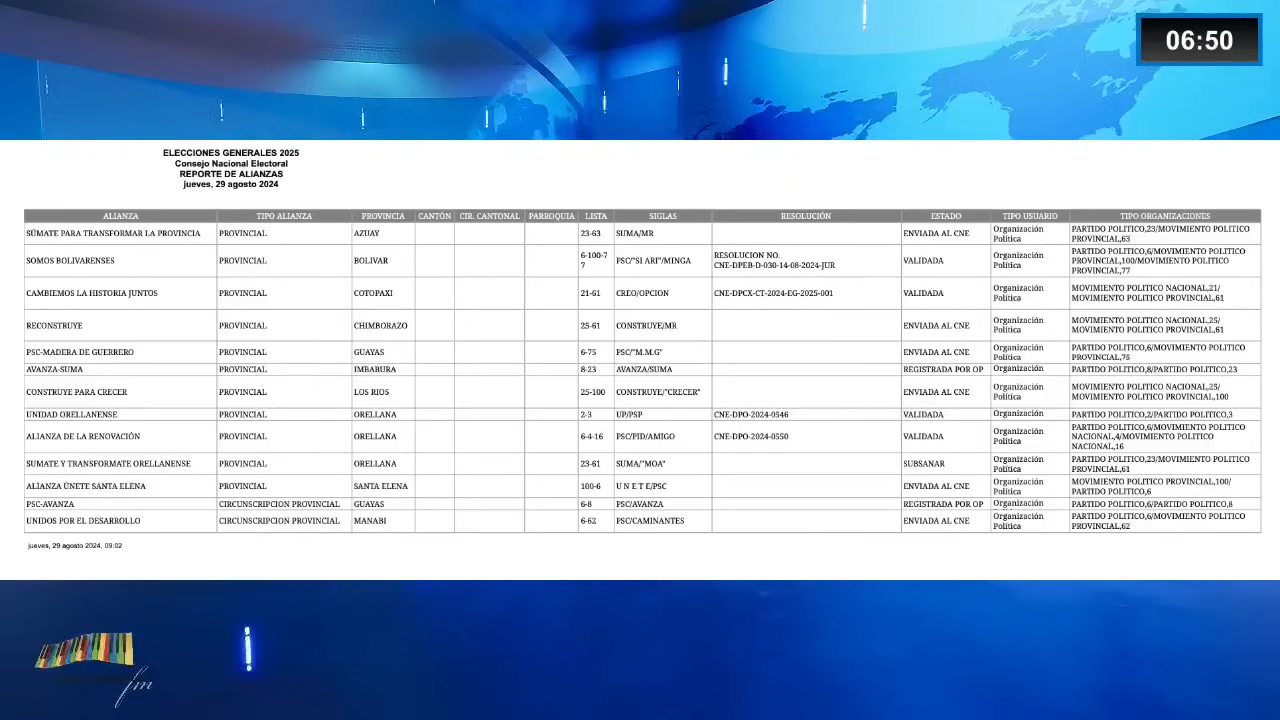 06:50
ELECCIONES GENERALES 2025
Consejo Nacional Electoral
REPORTE DE ALIANZAS
jueves, 29 agosto 2024
ALIANZA TIPO ALIANZA PROVINCIA CANTÓN CIR. CANTONAL PARROQUIA LISTA SIGLAS RESOLUCIÓN ESTADO TIPO USUARIO TIPO ORGANIZACIONES
SÚMATE PARA TRANSFORMAR LA PROVINCIA PROVINCIAL AZUAY 23-63 SUMA/MR ENVIADA AL CNE Organización Política PARTIDO POLITICO,23/MOVIMIENTO POLITICO PROVINCIAL,63
SOMOS BOLIVARENSES PROVINCIAL BOLIVAR 6-100-77 PSC/"SI ARI"/MINGA RESOLUCION NO. CNE-DPEB-D-030-14-08-2024-JUR VALIDADA Organización Política PARTIDO POLITICO,6/MOVIMIENTO POLITICO PROVINCIAL,100/MOVIMIENTO POLITICO PROVINCIAL,77
CAMBIEMOS LA HISTORIA JUNTOS PROVINCIAL COTOPAXI 21-61 CREO/OPCION CNE-DPCX-CT-2024-EG-2025-001 VALIDADA Organización Política MOVIMIENTO POLITICO NACIONAL,21/ MOVIMIENTO POLITICO PROVINCIAL,61
RECONSTRUYE PROVINCIAL CHIMBORAZO 25-61 CONSTRUYE/MR ENVIADA AL CNE Organización Política MOVIMIENTO POLITICO NACIONAL,25/ MOVIMIENTO POLITICO PROVINCIAL,61
PSC-MADERA DE GUERRERO PROVINCIAL GUAYAS 6-75 PSC/"M.M.G" ENVIADA AL CNE Organización Política PARTIDO POLITICO,6/MOVIMIENTO POLITICO PROVINCIAL,75
AVANZA-SUMA PROVINCIAL IMBABURA 8-23 AVANZA/SUMA REGISTRADA POR OP Organización PARTIDO POLITICO,8/PARTIDO POLITICO,23
CONSTRUYE PARA CRECER PROVINCIAL LOS RIOS 25-100 CONSTRUYE/"CRECER" ENVIADA AL CNE Organización Política MOVIMIENTO POLITICO NACIONAL,25/ MOVIMIENTO POLITICO PROVINCIAL,100
UNIDAD ORELLANENSE PROVINCIAL ORELLANA 2-3 UP/PSP CNE-DPO-2024-0546 VALIDADA Organización PARTIDO POLITICO,2/PARTIDO POLITICO,3
ALIANZA DE LA RENOVACIÓN PROVINCIAL ORELLANA 6-4-16 PSC/PID/AMIGO CNE-DPO-2024-0550 VALIDADA Organización Política PARTIDO POLITICO,6/MOVIMIENTO POLITICO NACIONAL,4/MOVIMIENTO POLITICO NACIONAL,16
SUMATE Y TRANSFORMATE ORELLANENSE PROVINCIAL ORELLANA 23-61 SUMA/"MOA" SUBSANAR Organización Política PARTIDO POLITICO,23/MOVIMIENTO POLITICO PROVINCIAL,61
ALIANZA ÚNETE SANTA ELENA PROVINCIAL SANTA ELENA 100-6 U N E T E/PSC ENVIADA AL CNE Organización Política MOVIMIENTO POLITICO PROVINCIAL,100/ PARTIDO POLITICO,6
PSC-AVANZA CIRCUNSCRIPCION PROVINCIAL GUAYAS 6-8 PSC/AVANZA REGISTRADA POR OP Organización PARTIDO POLITICO,6/PARTIDO POLITICO,8
UNIDOS POR EL DESARROLLO CIRCUNSCRIPCION PROVINCIAL MANABI 6-62 PSC/CAMINANTES ENVIADA AL CNE Organización Política PARTIDO POLITICO,6/MOVIMIENTO POLITICO PROVINCIAL,62
jueves, 29 agosto 2024, 09:02
fm